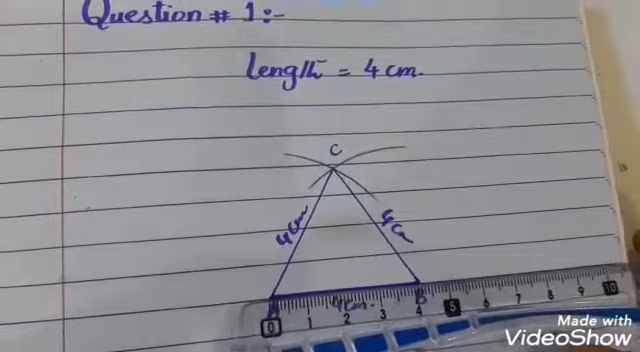 Question # 1:-
length = 4 cm.
C
4cm
4cm
A B
4cm.
0 1 2 3 4 5 6 7 8 9 10
Made with
VideoShow